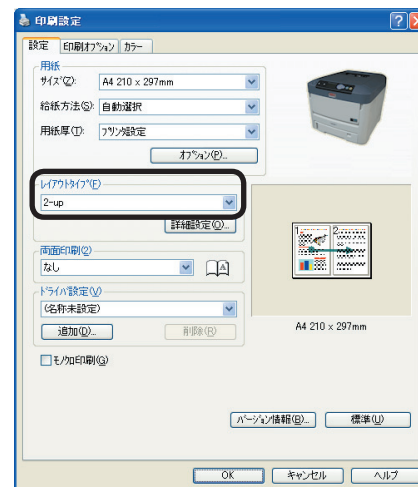 印刷設定
設定 印刷オプション カラー
用紙
サイズ(Z): A4 210 × 297mm
給紙方法(S): 自動選択
用紙厚(T): プリンタ設定
オプション(P)...
レイアウトタイプ(E)
2-up
詳細設定(O)...
両面印刷(2)
なし
A
1 2
ドライバ設定(V)
(名称未設定)
追加(D)... 削除(R)
A4 210 × 297mm
モノクロ印刷(G)
バージョン情報(B)... 標準(U)
OK キャンセル ヘルプ